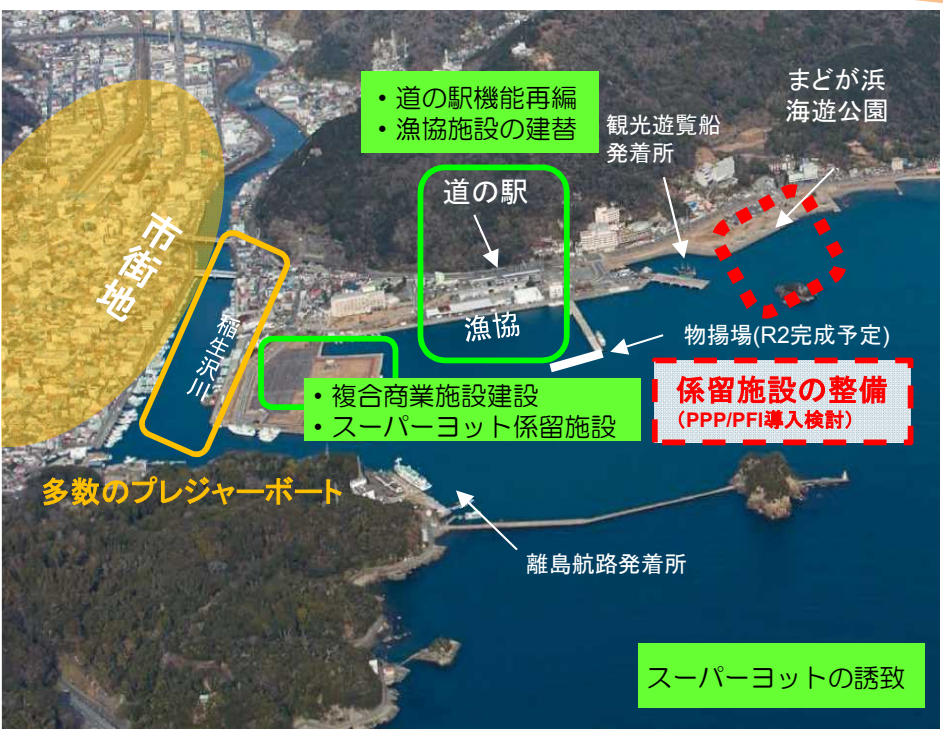 ・道の駅機能再編
・漁協施設の建替
まどが浜
海遊公園
観光遊覧船
発着所
道の駅
市街地
稲生沢川
漁協
物揚場(R2完成予定)
係留施設の整備
（PPP/PFI導入検討）
・複合商業施設建設
・スーパーヨット係留施設
多数のプレジャーボート
離島航路発着所
スーパーヨットの誘致